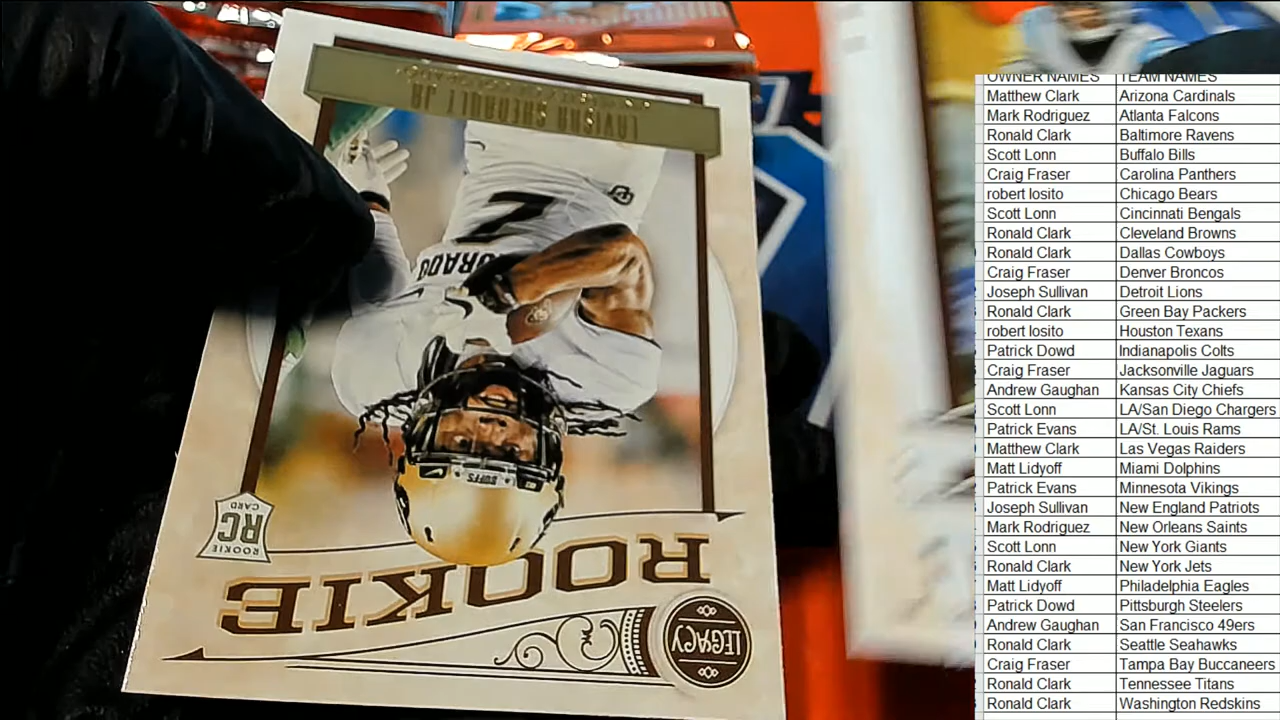 LAVISKA SHENAULT JR
2
COLORADO
BUFFS
ROOKIE
CARD
RC
ROOKIE
LEGACY
OWNER NAMES TEAM NAMES
Matthew Clark Arizona Cardinals
Mark Rodriguez Atlanta Falcons
Ronald Clark Baltimore Ravens
Scott Lonn Buffalo Bills
Craig Fraser Carolina Panthers
robert losito Chicago Bears
Scott Lonn Cincinnati Bengals
Ronald Clark Cleveland Browns
Ronald Clark Dallas Cowboys
Craig Fraser Denver Broncos
Joseph Sullivan Detroit Lions
Ronald Clark Green Bay Packers
robert losito Houston Texans
Patrick Dowd Indianapolis Colts
Craig Fraser Jacksonville Jaguars
Andrew Gaughan Kansas City Chiefs
Scott Lonn LA/San Diego Chargers
Patrick Evans LA/St. Louis Rams
Matthew Clark Las Vegas Raiders
Matt Lidyoff Miami Dolphins
Patrick Evans Minnesota Vikings
Joseph Sullivan New England Patriots
Mark Rodriguez New Orleans Saints
Scott Lonn New York Giants
Ronald Clark New York Jets
Matt Lidyoff Philadelphia Eagles
Patrick Dowd Pittsburgh Steelers
Andrew Gaughan San Francisco 49ers
Ronald Clark Seattle Seahawks
Craig Fraser Tampa Bay Buccaneers
Ronald Clark Tennessee Titans
Ronald Clark Washington Redskins